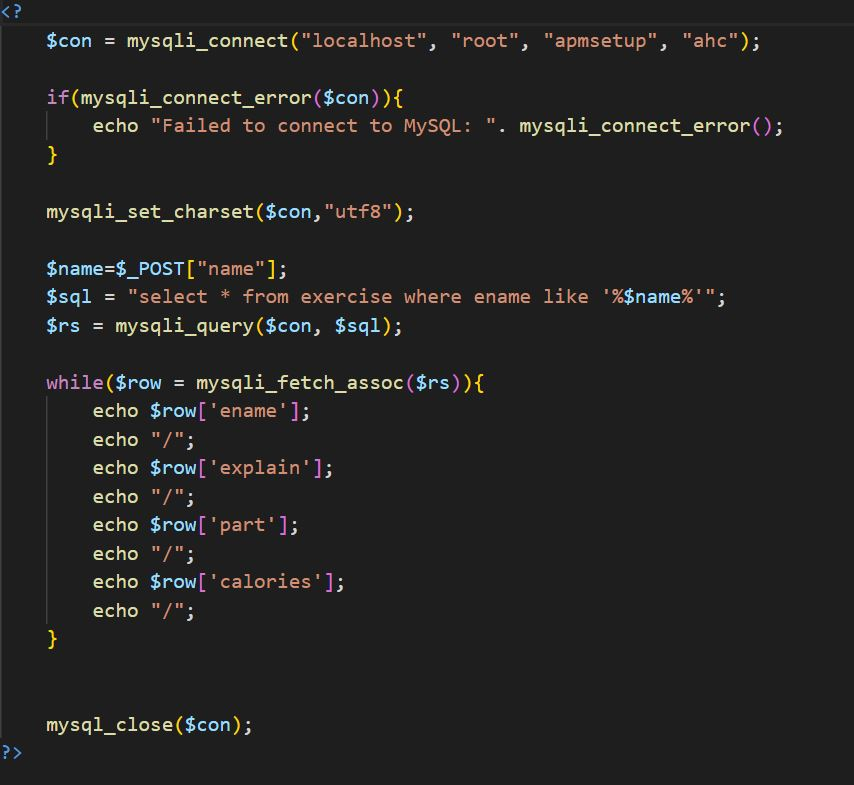 <?
$con = mysqli_connect("localhost", "root", "apmsetup", "ahc");
if(mysqli_connect_error($con)){
echo "Failed to connect to MySQL: ". mysqli_connect_error();
}
mysqli_set_charset($con,"utf8");
$name=$_POST["name"];
$sql = "select * from exercise where ename like '%$name%'";
$rs = mysqli_query($con, $sql);
while($row = mysqli_fetch_assoc($rs)){
echo $row['ename'];
echo "/";
echo $row['explain'];
echo "/";
echo $row['part'];
echo "/";
echo $row['calories'];
echo "/";
}
mysql_close($con);
?>